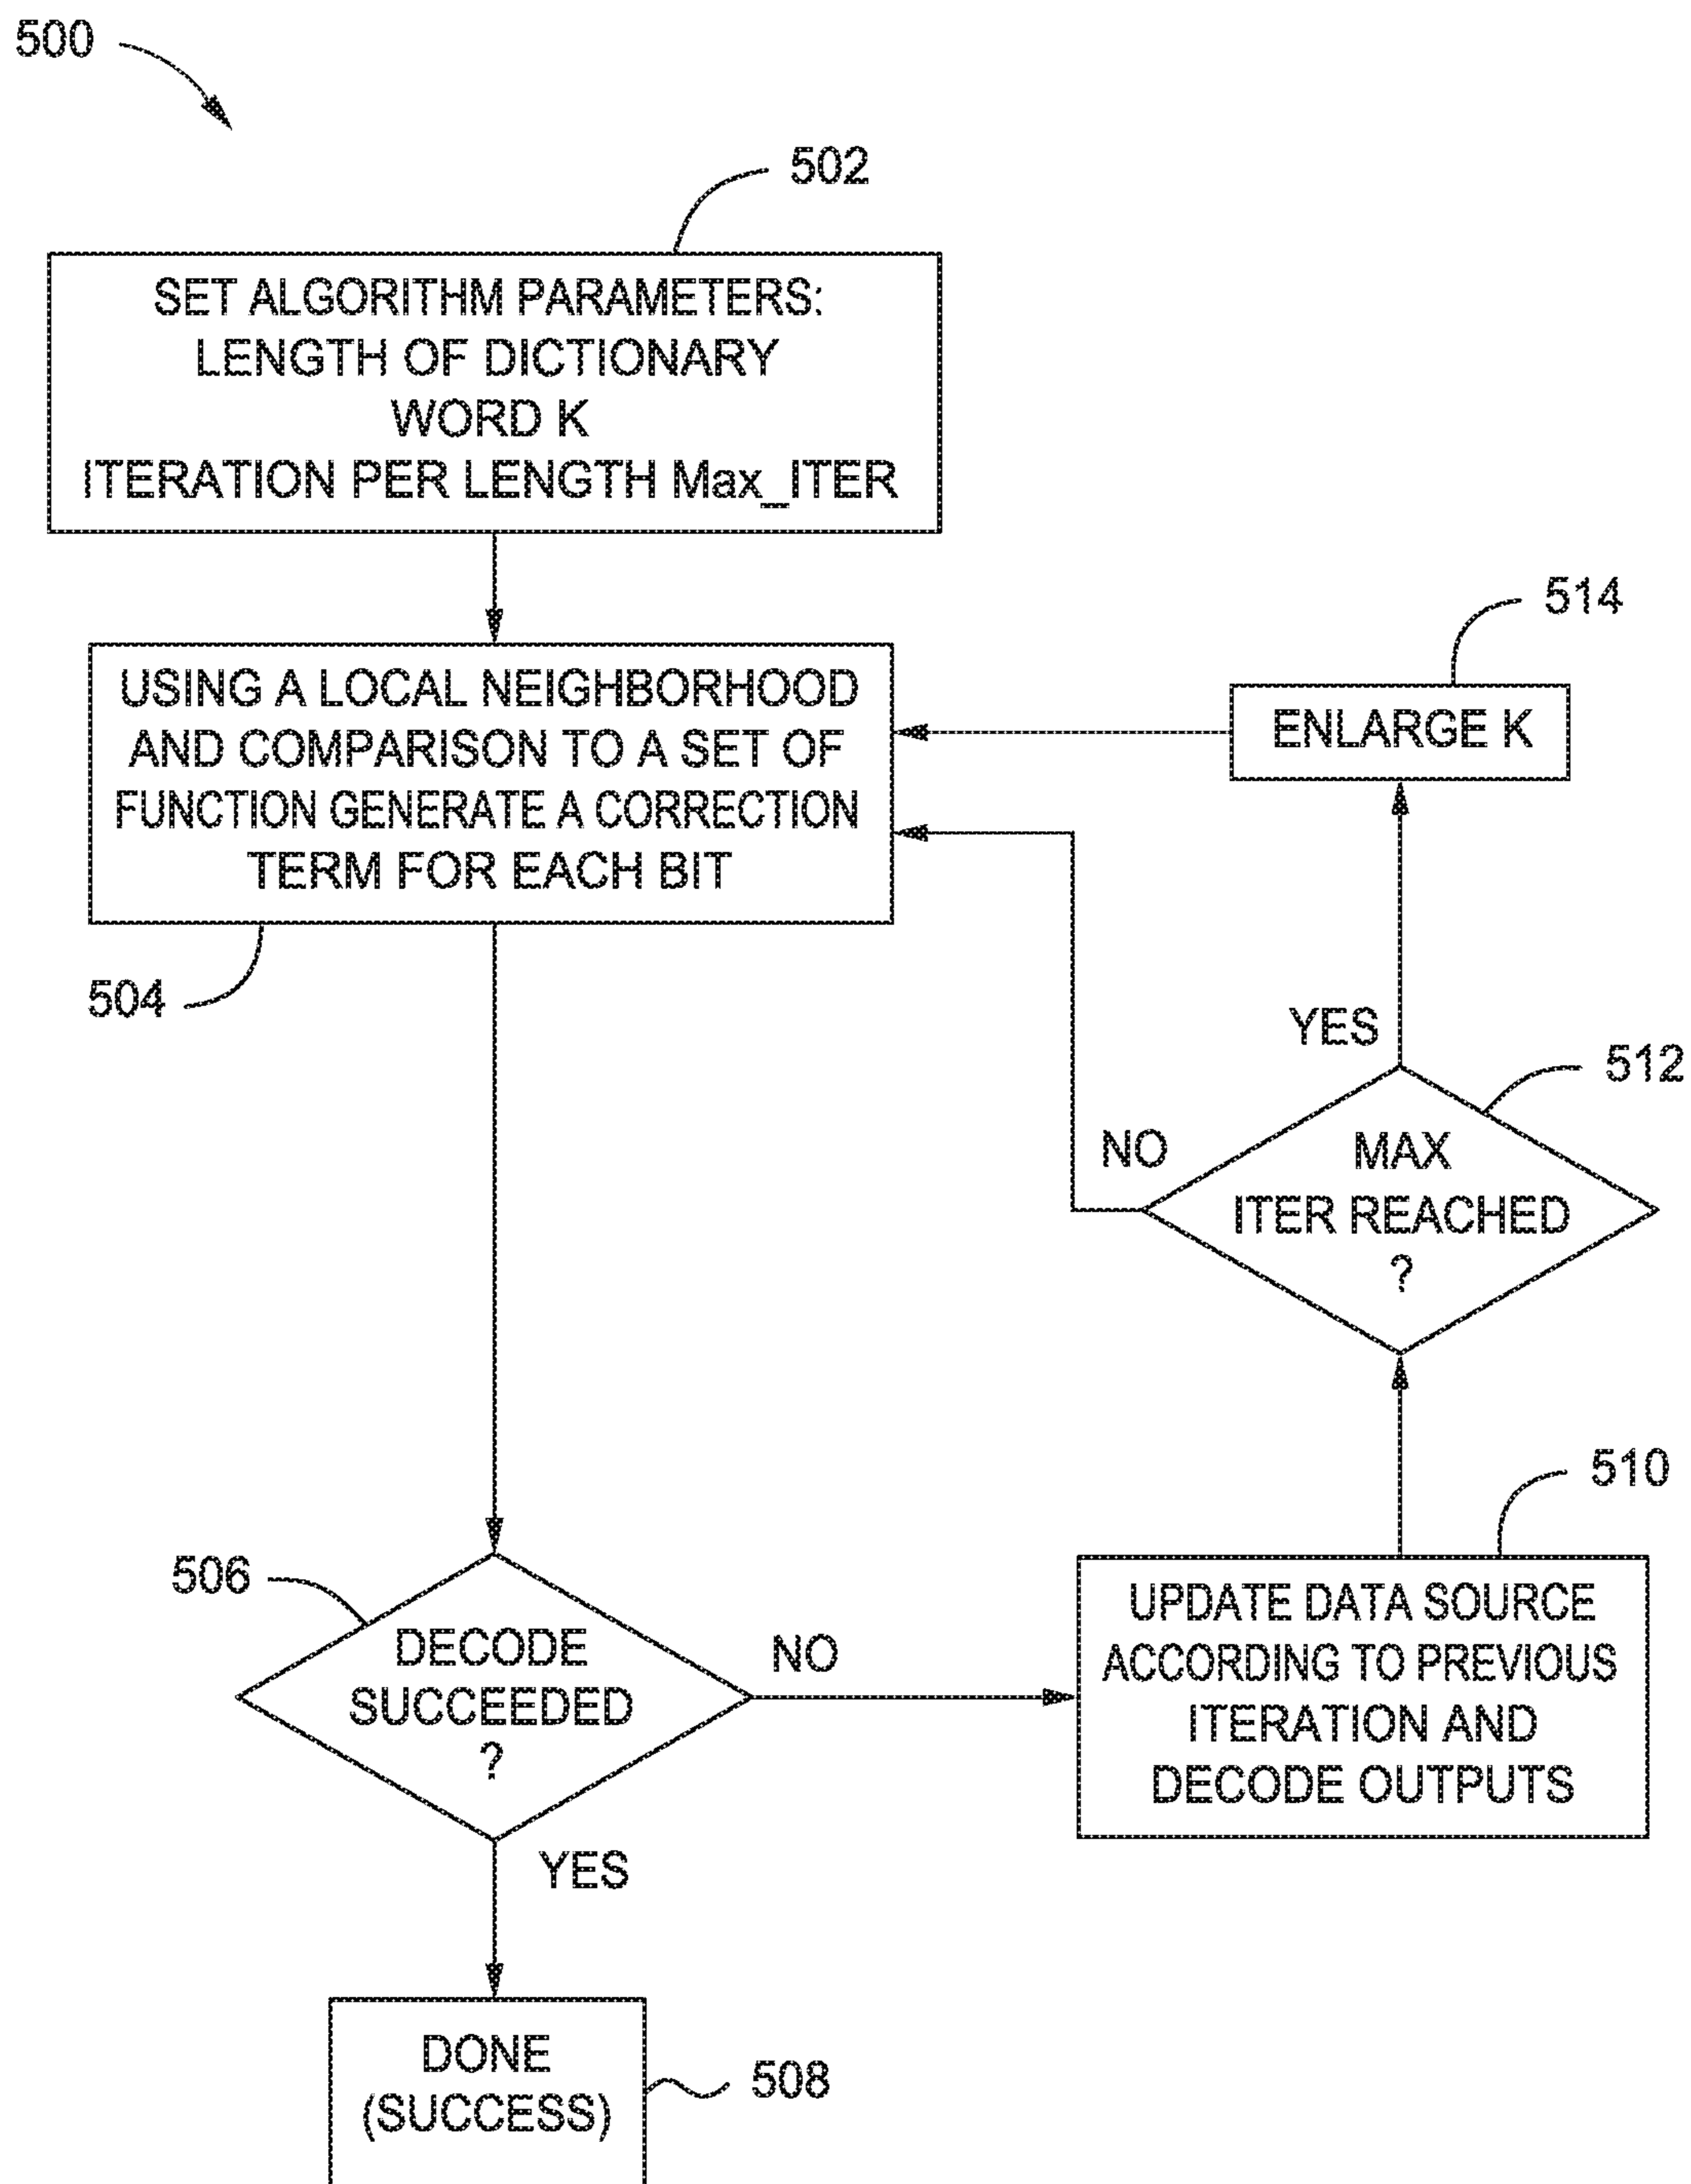 500
502
SET ALGORITHM PARAMETERS:
LENGTH OF DICTIONARY
WORD K
ITERATION PER LENGTH Max_ITER
514
ENLARGE K
USING A LOCAL NEIGHBORHOOD
AND COMPARISON TO A SET OF
FUNCTION GENERATE A CORRECTION
TERM FOR EACH BIT
504
YES
512
NO
MAX
ITER REACHED
?
510
UPDATE DATA SOURCE
ACCORDING TO PREVIOUS
ITERATION AND
DECODE OUTPUTS
506
DECODE
SUCCEEDED
?
NO
YES
DONE
(SUCCESS)
508